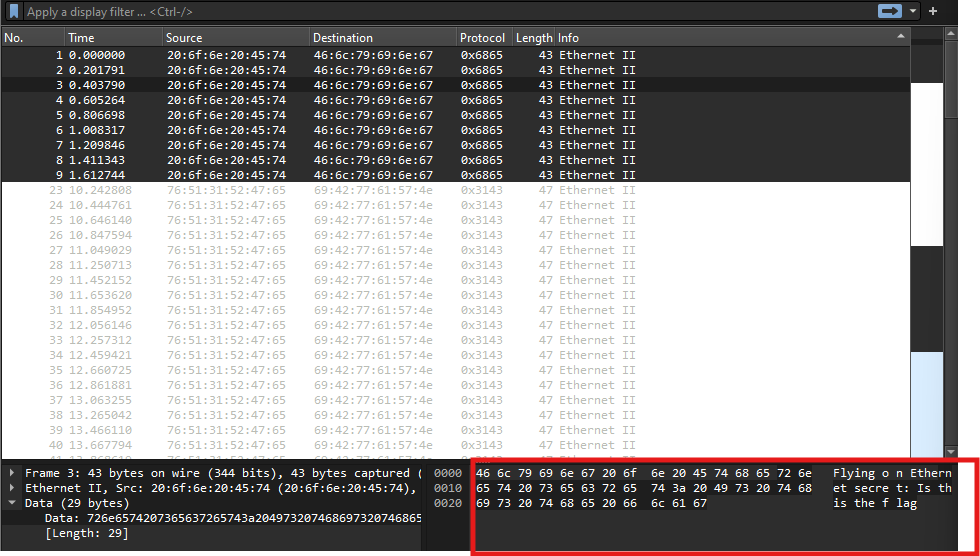 Apply a display filter ... <Ctrl-/>
No. Time Source Destination Protocol Length Info
1 0.000000 20:6f:6e:20:45:74 46:6c:79:69:6e:67 0x6865 43 Ethernet II
2 0.201791 20:6f:6e:20:45:74 46:6c:79:69:6e:67 0x6865 43 Ethernet II
3 0.403790 20:6f:6e:20:45:74 46:6c:79:69:6e:67 0x6865 43 Ethernet II
4 0.605264 20:6f:6e:20:45:74 46:6c:79:69:6e:67 0x6865 43 Ethernet II
5 0.806698 20:6f:6e:20:45:74 46:6c:79:69:6e:67 0x6865 43 Ethernet II
6 1.008317 20:6f:6e:20:45:74 46:6c:79:69:6e:67 0x6865 43 Ethernet II
7 1.209846 20:6f:6e:20:45:74 46:6c:79:69:6e:67 0x6865 43 Ethernet II
8 1.411343 20:6f:6e:20:45:74 46:6c:79:69:6e:67 0x6865 43 Ethernet II
9 1.612744 20:6f:6e:20:45:74 46:6c:79:69:6e:67 0x6865 43 Ethernet II
23 10.242808 76:51:31:52:47:65 69:42:77:61:57:4e 0x3143 47 Ethernet II
24 10.444761 76:51:31:52:47:65 69:42:77:61:57:4e 0x3143 47 Ethernet II
25 10.646140 76:51:31:52:47:65 69:42:77:61:57:4e 0x3143 47 Ethernet II
26 10.847594 76:51:31:52:47:65 69:42:77:61:57:4e 0x3143 47 Ethernet II
27 11.049029 76:51:31:52:47:65 69:42:77:61:57:4e 0x3143 47 Ethernet II
28 11.250713 76:51:31:52:47:65 69:42:77:61:57:4e 0x3143 47 Ethernet II
29 11.452152 76:51:31:52:47:65 69:42:77:61:57:4e 0x3143 47 Ethernet II
30 11.653620 76:51:31:52:47:65 69:42:77:61:57:4e 0x3143 47 Ethernet II
31 11.854952 76:51:31:52:47:65 69:42:77:61:57:4e 0x3143 47 Ethernet II
32 12.056146 76:51:31:52:47:65 69:42:77:61:57:4e 0x3143 47 Ethernet II
33 12.257312 76:51:31:52:47:65 69:42:77:61:57:4e 0x3143 47 Ethernet II
34 12.459421 76:51:31:52:47:65 69:42:77:61:57:4e 0x3143 47 Ethernet II
35 12.660725 76:51:31:52:47:65 69:42:77:61:57:4e 0x3143 47 Ethernet II
36 12.861881 76:51:31:52:47:65 69:42:77:61:57:4e 0x3143 47 Ethernet II
37 13.063255 76:51:31:52:47:65 69:42:77:61:57:4e 0x3143 47 Ethernet II
38 13.265042 76:51:31:52:47:65 69:42:77:61:57:4e 0x3143 47 Ethernet II
39 13.466110 76:51:31:52:47:65 69:42:77:61:57:4e 0x3143 47 Ethernet II
40 13.667794 76:51:31:52:47:65 69:42:77:61:57:4e 0x3143 47 Ethernet II
Frame 3: 43 bytes on wire (344 bits), 43 bytes captured (
Ethernet II, Src: 20:6f:6e:20:45:74 (20:6f:6e:20:45:74),
Data (29 bytes)
Data: 726e6574207365637265743a20497320746869732074686​5
[Length: 29]
0000 46 6c 79 69 6e 67 20 6f 6e 20 45 74 68 65 72 6e Flying o n Ethern
0010 65 74 20 73 65 63 72 65 74 3a 20 49 73 20 74 68 et secre t: Is th
0020 69 73 20 74 68 65 20 66 6c 61 67 is the f lag